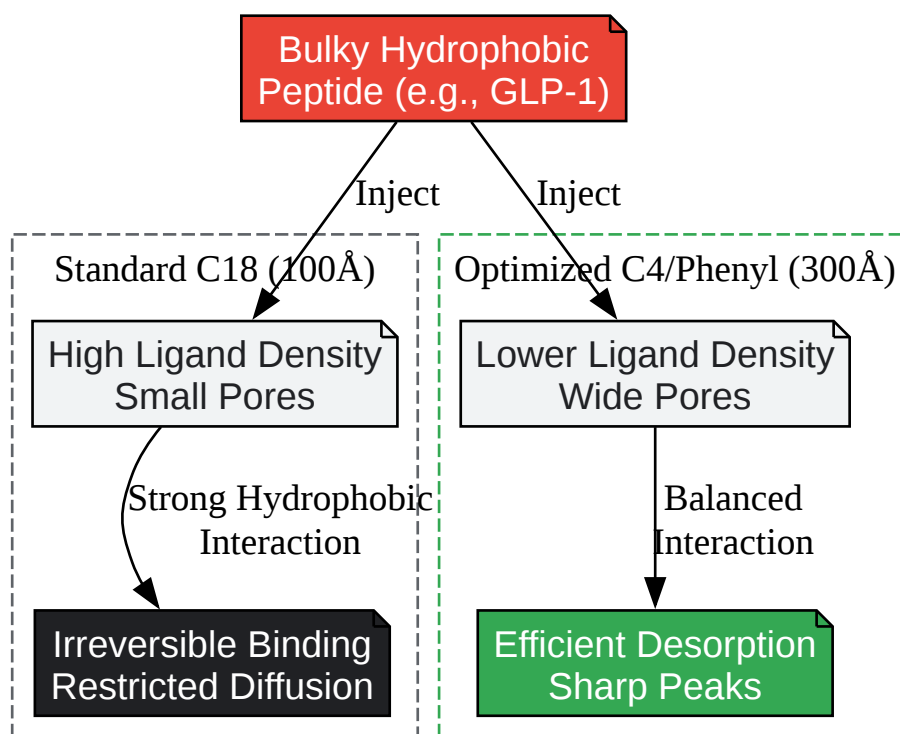 Bulky Hydrophobic
Peptide (e.g., GLP-1)
Inject
Inject
Standard C18 (100Å)
Optimized C4/Phenyl (300Å)
High Ligand Density
Small Pores
Lower Ligand Density
Wide Pores
Strong Hydrophobic
Interaction
Balanced
Interaction
Irreversible Binding
Restricted Diffusion
Efficient Desorption
Sharp Peaks